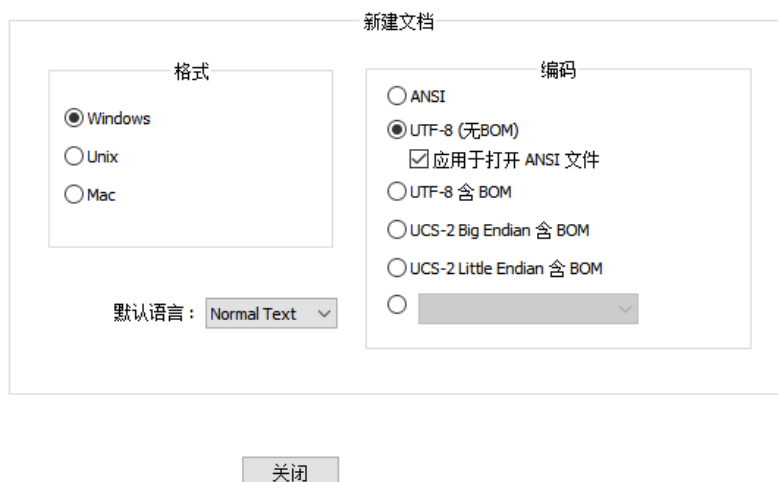 新建文档
格式
Windows
Unix
Mac
默认语言： Normal Text
编码
ANSI
UTF-8 (无BOM)
应用于打开 ANSI 文件
UTF-8 含 BOM
UCS-2 Big Endian 含 BOM
UCS-2 Little Endian 含 BOM
关闭